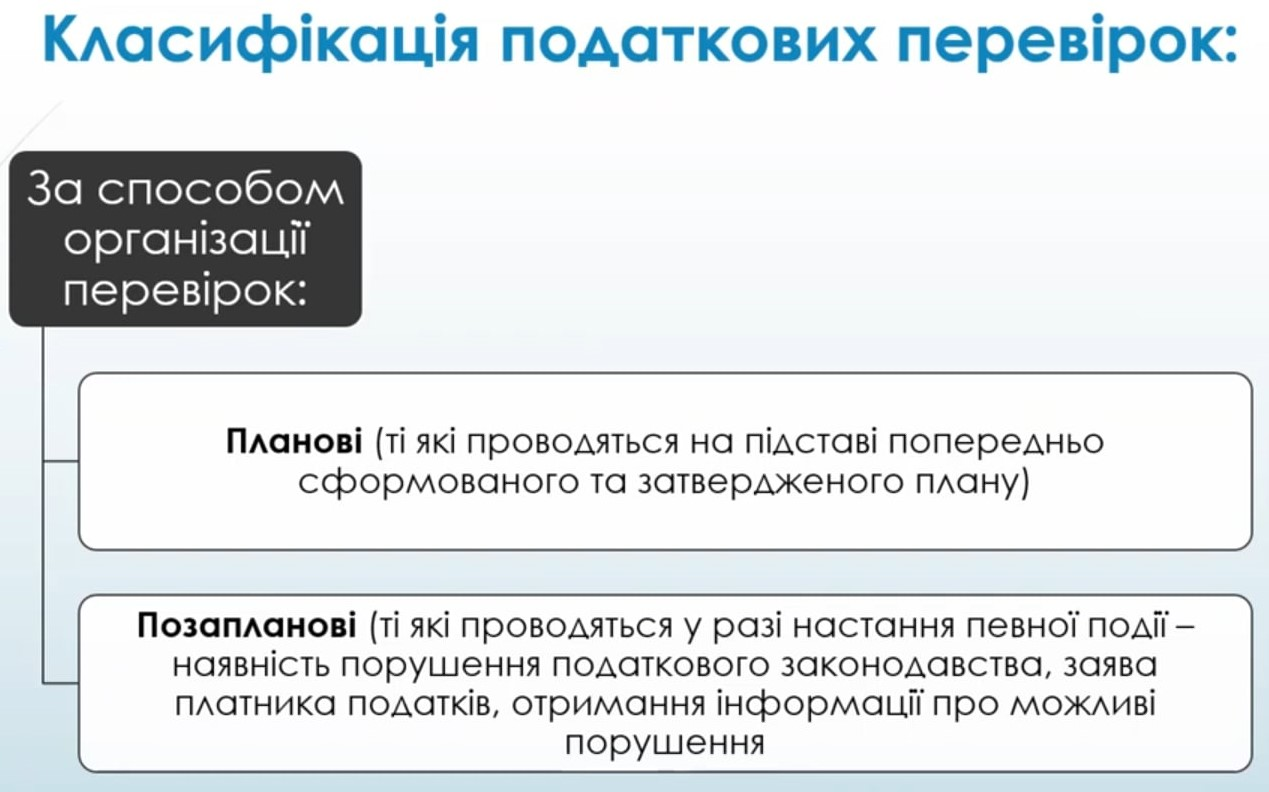 Класифікація податкових перевірок:
За способом
організації
перевірок:
Планові (ті які проводяться на підставі попередньо
сформованого та затвердженого плану)
Позапланові (ті які проводяться у разі настання певної події –
наявність порушення податкового законодавства, заява
платника податків, отримання інформації про можливі
порушення